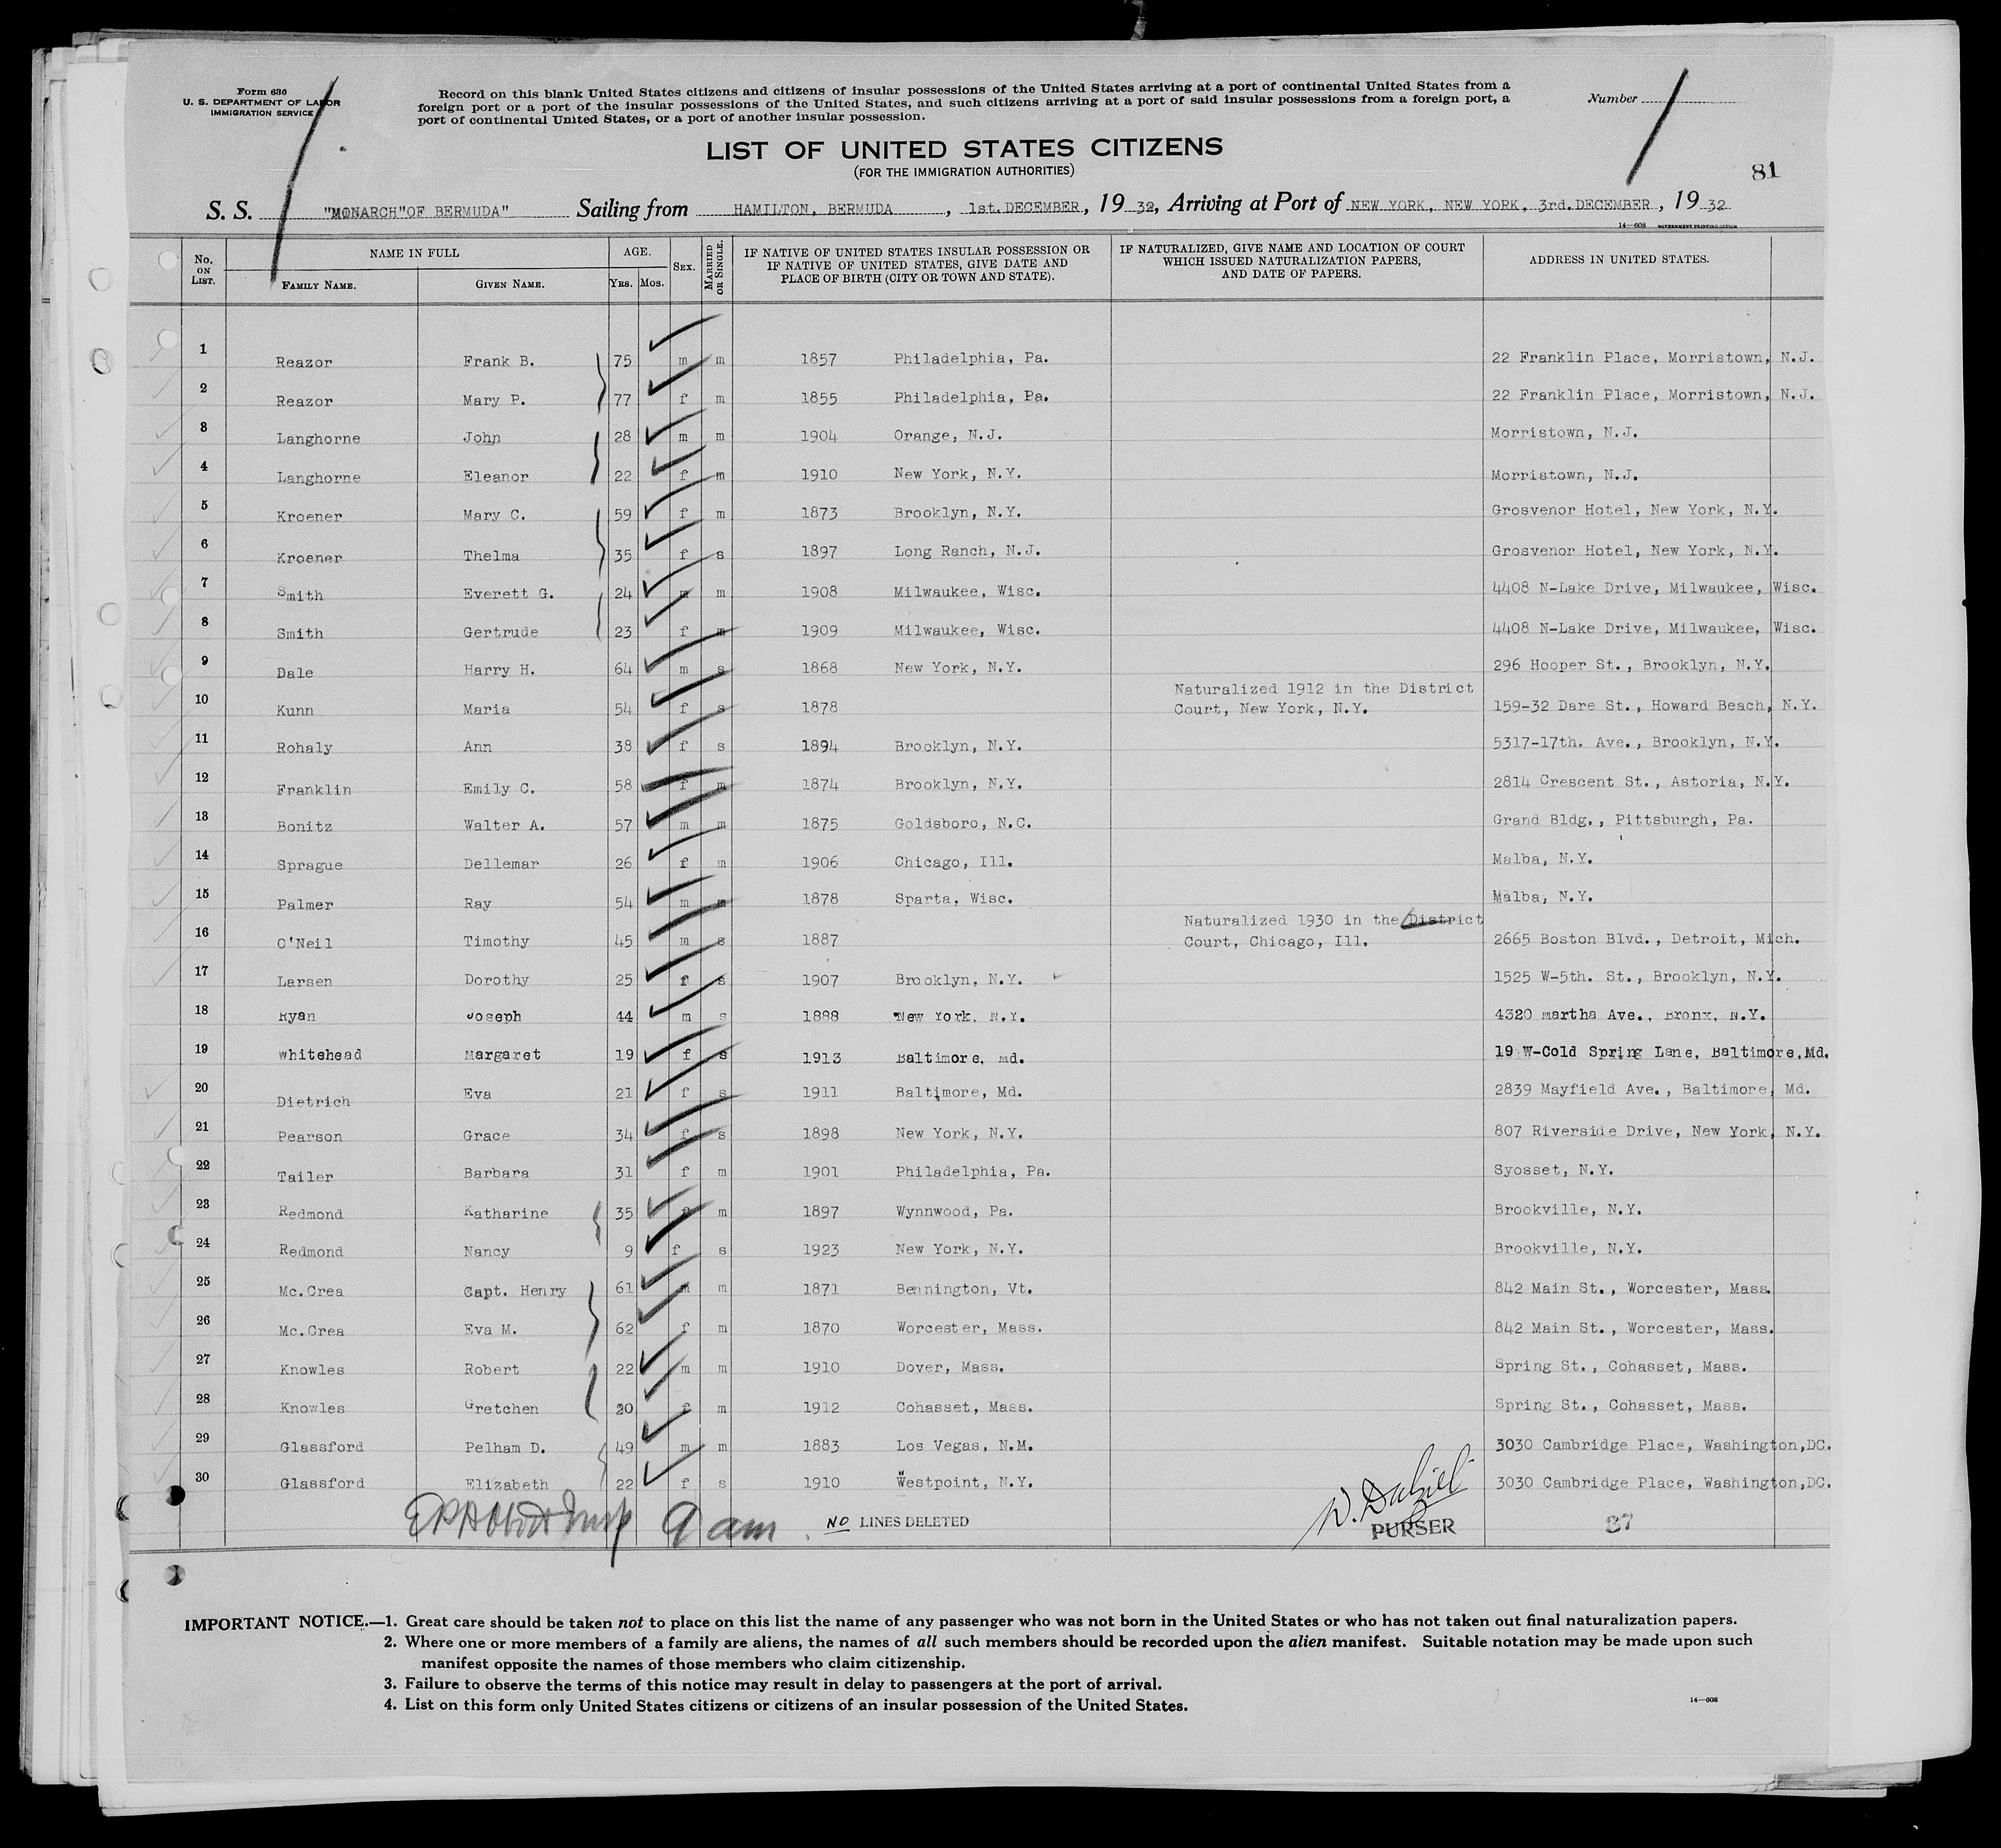 Form 630
U. S. DEPARTMENT OF LABOR
IMMIGRATION SERVICE
Record on this blank United States citizens and citizens of insular possessions of the United States arriving at a port of continental United States from a
foreign port or a port of the insular possessions of the United States, and such citizens arriving at a port of said insular possessions from a foreign port, a
port of continental United States, or a port of another insular possession.
Number
LIST OF UNITED STATES CITIZENS
(FOR THE IMMIGRATION AUTHORITIES)
81
S. S. "MONARCH"OF BERMUDA" Sailing from HAMILTON, BERMUDA, 1st. DECEMBER, 19 32, Arriving at Port of NEW YORK, NEW YORK, 3rd. DECEMBER, 19 32
14—608 GOVERNMENT PRINTING OFFICE
No. ON LIST. NAME IN FULL FAMILY NAME. GIVEN NAME. AGE. YRS. MOS. SEX. MARRIED OR SINGLE. IF NATIVE OF UNITED STATES INSULAR POSSESSION OR IF NATIVE OF UNITED STATES, GIVE DATE AND PLACE OF BIRTH (CITY OR TOWN AND STATE). IF NATURALIZED, GIVE NAME AND LOCATION OF COURT WHICH ISSUED NATURALIZATION PAPERS, AND DATE OF PAPERS. ADDRESS IN UNITED STATES.
1 Reazor Frank B. 75 m m 1857 Philadelphia, Pa. 22 Franklin Place, Morristown, N.J.
2 Reazor Mary P. 77 f m 1855 Philadelphia, Pa. 22 Franklin Place, Morristown, N.J.
3 Langhorne John 28 m m 1904 Orange, N.J. Morristown, N.J.
4 Langhorne Eleanor 22 f m 1910 New York, N.Y. Morristown, N.J.
5 Kroener Mary C. 59 f m 1873 Brooklyn, N.Y. Grosvenor Hotel, New York, N.Y.
6 Kroener Thelma 35 f s 1897 Long Ranch, N.J. Grosvenor Hotel, New York, N.Y.
7 Smith Everett G. 24 m m 1908 Milwaukee, Wisc. 4408 N-Lake Drive, Milwaukee, Wisc.
8 Smith Gertrude 23 f m 1909 Milwaukee, Wisc. 4408 N-Lake Drive, Milwaukee, Wisc.
9 Dale Harry H. 64 m s 1868 New York, N.Y. 296 Hooper St., Brooklyn, N.Y.
10 Kunn Maria 54 f s 1878 Naturalized 1912 in the District Court, New York, N.Y. 159-32 Dare St., Howard Beach, N.Y.
11 Rohaly Ann 38 f s 1894 Brooklyn, N.Y. 5317-17th. Ave., Brooklyn, N.Y.
12 Franklin Emily C. 58 f m 1874 Brooklyn, N.Y. 2814 Crescent St., Astoria, N.Y.
13 Bonitz Walter A. 57 m m 1875 Goldsboro, N.C. Grand Bldg., Pittsburgh, Pa.
14 Sprague Dellemar 26 f m 1906 Chicago, Ill. Malba, N.Y.
15 Palmer Ray 54 m m 1878 Sparta, Wisc. Malba, N.Y.
16 O'Neil Timothy 45 m s 1887 Naturalized 1930 in the District Court, Chicago, Ill. 2665 Boston Blvd., Detroit, Mich.
17 Larsen Dorothy 25 f s 1907 Brooklyn, N.Y. 1525 W-5th. St., Brooklyn, N.Y.
18 Ryan Joseph 44 m s 1888 New York, N.Y. 4320 Martha Ave., Bronx, N.Y.
19 Whitehead Margaret 19 f s 1913 Baltimore, Md. 19 W-Cold Spring Lane, Baltimore, Md.
20 Dietrich Eva 21 f s 1911 Baltimore, Md. 2839 Mayfield Ave., Baltimore, Md.
21 Pearson Grace 34 f s 1898 New York, N.Y. 807 Riverside Drive, New York, N.Y.
22 Tailer Barbara 31 f m 1901 Philadelphia, Pa. Syosset, N.Y.
23 Redmond Katharine 35 f m 1897 Wynnwood, Pa. Brookville, N.Y.
24 Redmond Nancy 9 f s 1923 New York, N.Y. Brookville, N.Y.
25 Mc.Crea Capt. Henry 61 m m 1871 Bennington, Vt. 842 Main St., Worcester, Mass.
26 Mc.Crea Eva M. 62 f m 1870 Worcester, Mass. 842 Main St., Worcester, Mass.
27 Knowles Robert 22 m m 1910 Dover, Mass. Spring St., Cohasset, Mass.
28 Knowles Gretchen 20 f m 1912 Cohasset, Mass. Spring St., Cohasset, Mass.
29 Glassford Pelham D. 49 m m 1883 Los Vegas, N.M. 3030 Cambridge Place, Washington, DC.
30 Glassford Elizabeth 22 f s 1910 Westpoint, N.Y. 3030 Cambridge Place, Washington, DC.
9 am NO LINES DELETED
PURSER 37
IMPORTANT NOTICE.—1. Great care should be taken not to place on this list the name of any passenger who was not born in the United States or who has not taken out final naturalization papers.
2. Where one or more members of a family are aliens, the names of all such members should be recorded upon the alien manifest. Suitable notation may be made upon such
manifest opposite the names of those members who claim citizenship.
3. Failure to observe the terms of this notice may result in delay to passengers at the port of arrival.
4. List on this form only United States citizens or citizens of an insular possession of the United States.
14—608